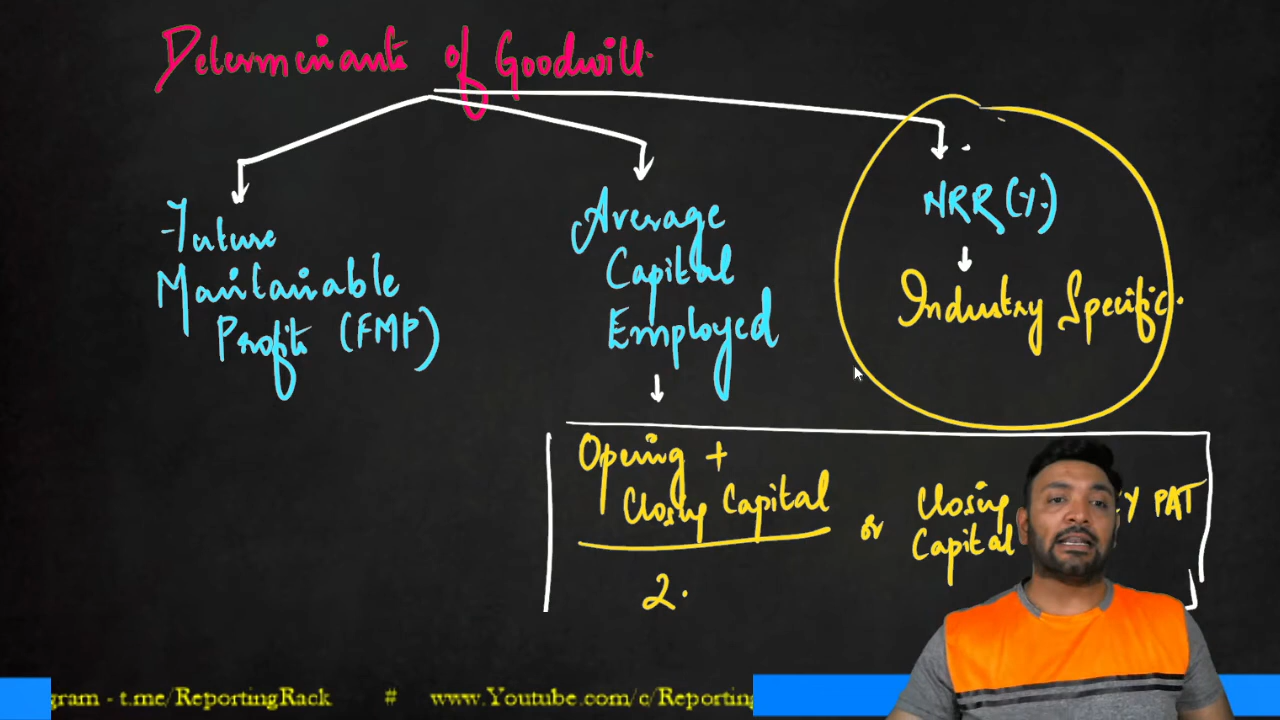 Determinants of Goodwill.
Future
Maintainable
Profits (FMP)
Average
Capital
Employed
NRR (%)
Industry Specific.
Opening +
Closing Capital
2.
or
Closing
Capital
Y PAT
gram - t.me/ReportingRack # www.Youtube.com/c/Reporting